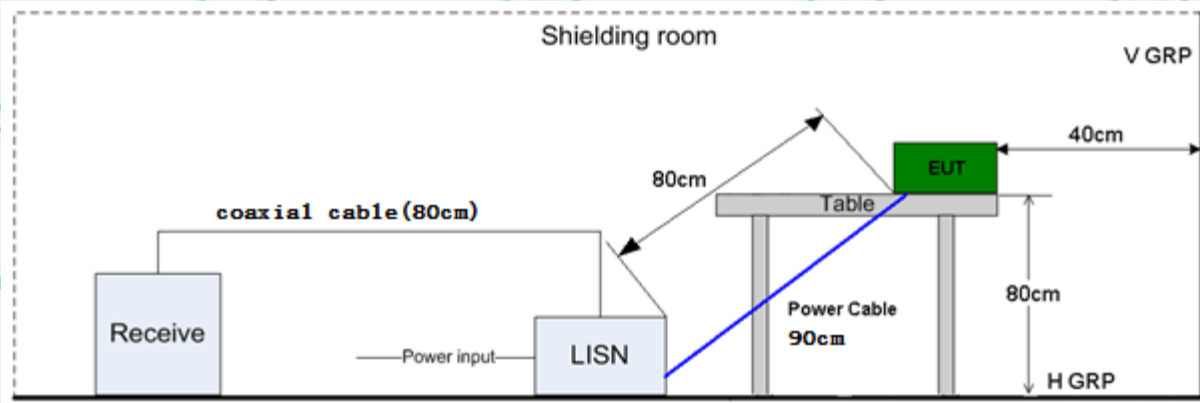 Shielding room
V GRP
40cm
EUT
80cm
Table
coaxial cable(80cm)
80cm
Power Cable
90cm
Receive
Power input
LISN
H GRP